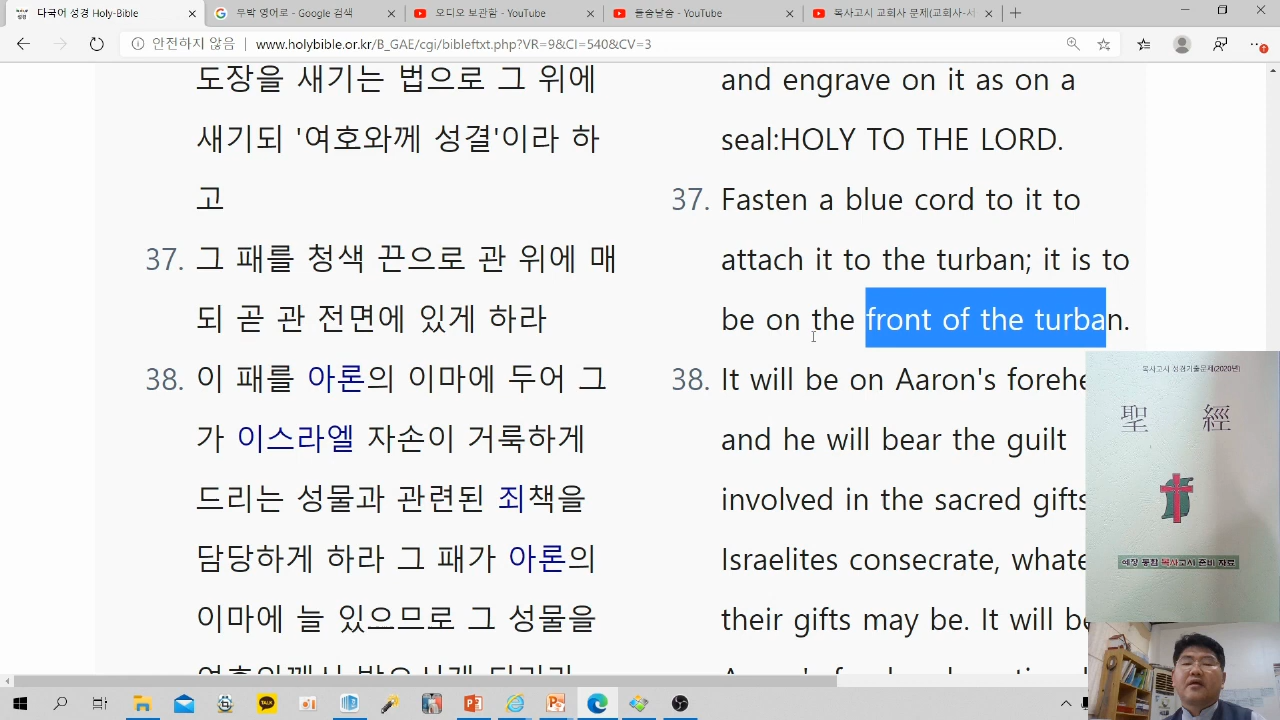 다국어 성경 Holy-Bible
두박 영어로 - Google 검색
오디오 보관함 - YouTube
들숨날숨 - YouTube
목사고시 교회사 문제(교회사-서
안전하지 않음
www.holybible.or.kr/B_GAE/cgi/bibleftxt.php?VR=9&CI=540&CV=3
도장을 새기는 법으로 그 위에
새기되 '여호와께 성결'이라 하
고
37. 그 패를 청색 끈으로 관 위에 매
되 곧 관 전면에 있게 하라
38. 이 패를 아론의 이마에 두어 그
가 이스라엘 자손이 거룩하게
드리는 성물과 관련된 죄책을
담당하게 하라 그 패가 아론의
이마에 늘 있으므로 그 성물을
and engrave on it as on a
seal:HOLY TO THE LORD.
37. Fasten a blue cord to it to
attach it to the turban; it is to
be on the front of the turban.
38. It will be on Aaron's forehe
and he will bear the guilt
involved in the sacred gifts
Israelites consecrate, whate
their gifts may be. It will be
목사고시 성경기출문제(2020년)
聖 經
예장 통합 목사고시 준비 자료
TALK